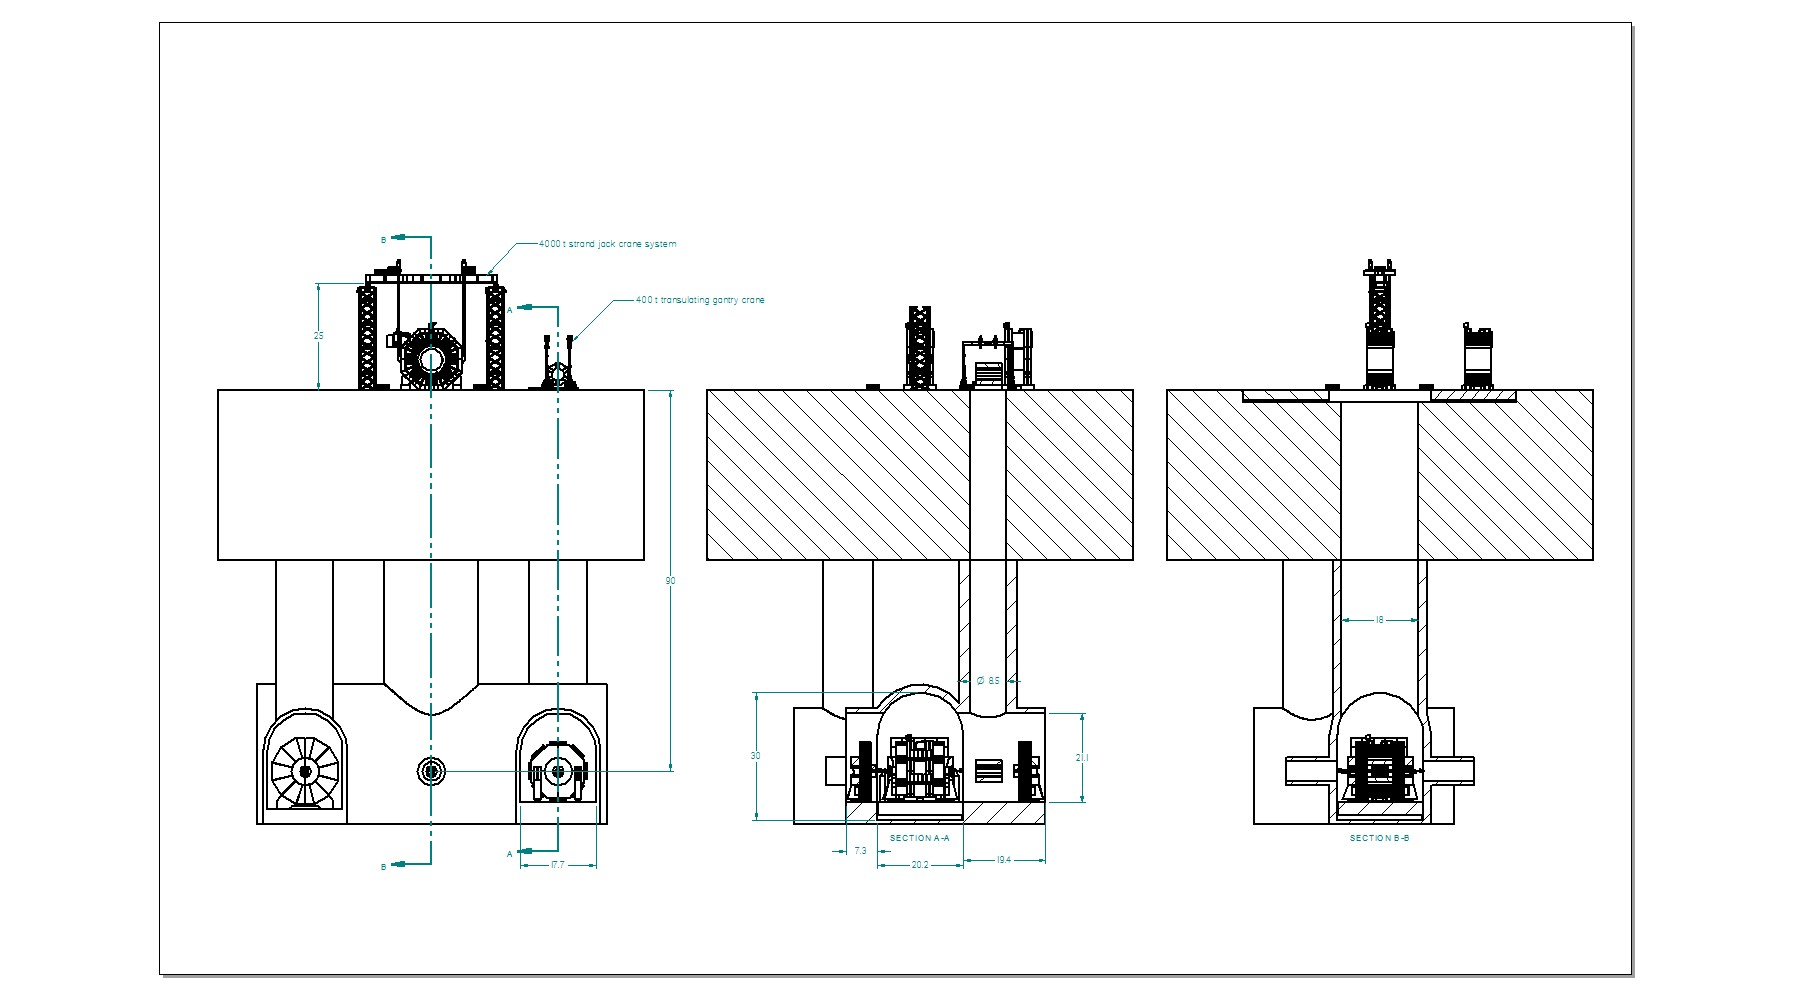 B
4000 t strand jack crane system
400 t transulating gantry crane
A
25
90
18
Ø 8.5
30
21.1
SECTION A-A
SECTION B-B
7.3
19.4
A
20.2
17.7
B